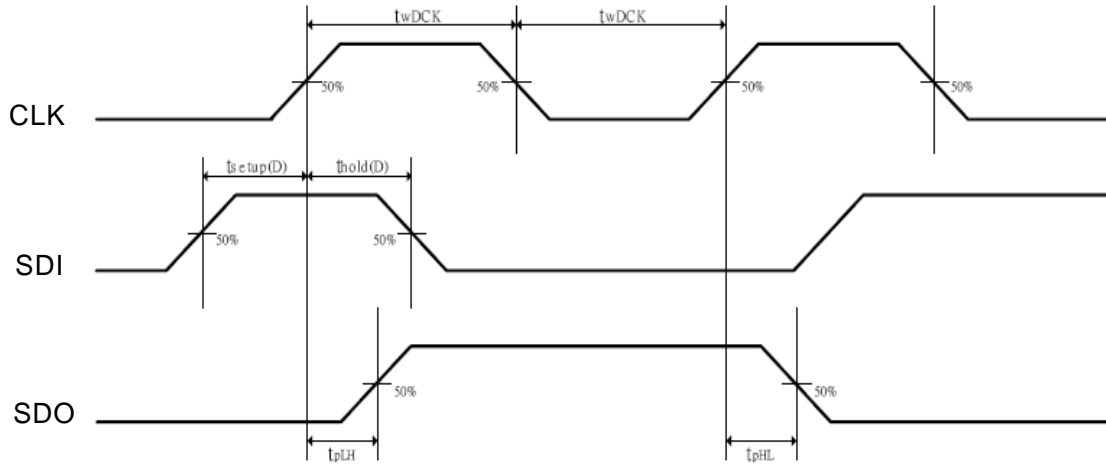 twDCK twDCK
50% 50% 50% 50%
CLK
tsetup(D) thold(D)
50% 50%
SDI
50% 50%
SDO
tpLH tpHL